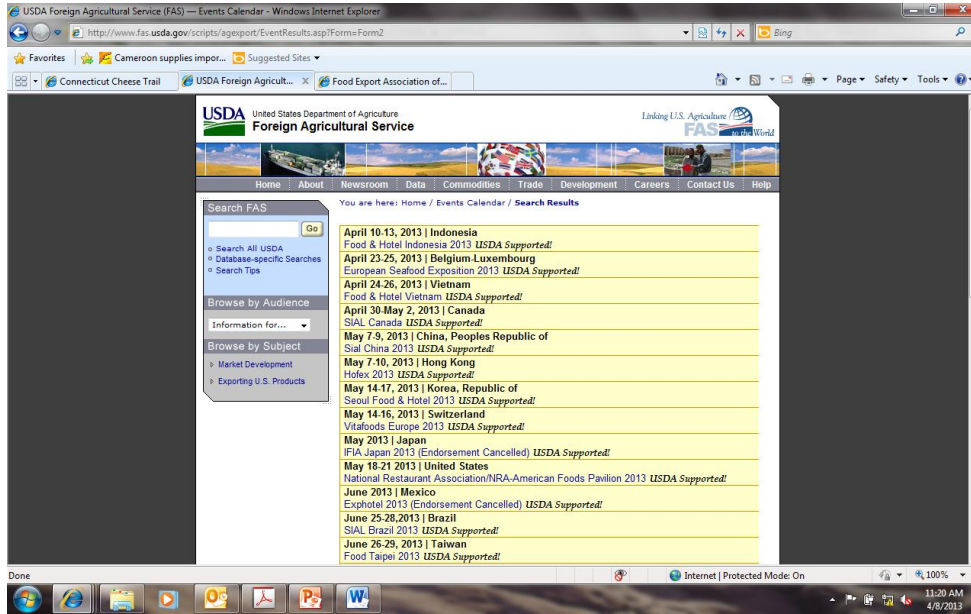 USDA Foreign Agricultural Service (FAS) — Events Calendar - Windows Internet Explorer
http://www.fas.usda.gov/scripts/agexport/EventResults.asp?Form=Form2
Bing
Favorites Cameroon supplies impor... Suggested Sites
Connecticut Cheese Trail USDA Foreign Agricult... X Food Export Association of... Page Safety Tools
USDA United States Department of Agriculture
Foreign Agricultural Service
Linking U.S. Agriculture
FAS to the World
Home About Newsroom Data Commodities Trade Development Careers Contact Us Help
Search FAS
Go
Search All USDA
Database-specific Searches
Search Tips
Browse by Audience
Information for...
Browse by Subject
Market Development
Exporting U.S. Products
You are here: Home / Events Calendar / Search Results
April 10-13, 2013 | Indonesia
Food & Hotel Indonesia 2013 USDA Supported!
April 23-25, 2013 | Belgium-Luxembourg
European Seafood Exposition 2013 USDA Supported!
April 24-26, 2013 | Vietnam
Food & Hotel Vietnam USDA Supported!
April 30-May 2, 2013 | Canada
SIAL Canada USDA Supported!
May 7-9, 2013 | China, Peoples Republic of
Sial China 2013 USDA Supported!
May 7-10, 2013 | Hong Kong
Hofex 2013 USDA Supported!
May 14-17, 2013 | Korea, Republic of
Seoul Food & Hotel 2013 USDA Supported!
May 14-16, 2013 | Switzerland
Vitafoods Europe 2013 USDA Supported!
May 2013 | Japan
IFIA Japan 2013 (Endorsement Cancelled) USDA Supported!
May 18-21 2013 | United States
National Restaurant Association/NRA-American Foods Pavilion 2013 USDA Supported!
June 2013 | Mexico
Exphotel 2013 (Endorsement Cancelled) USDA Supported!
June 25-28,2013 | Brazil
SIAL Brazil 2013 USDA Supported!
June 26-29, 2013 | Taiwan
Food Taipei 2013 USDA Supported!
Done
Internet | Protected Mode: On
100%
11:20 AM
4/8/2013